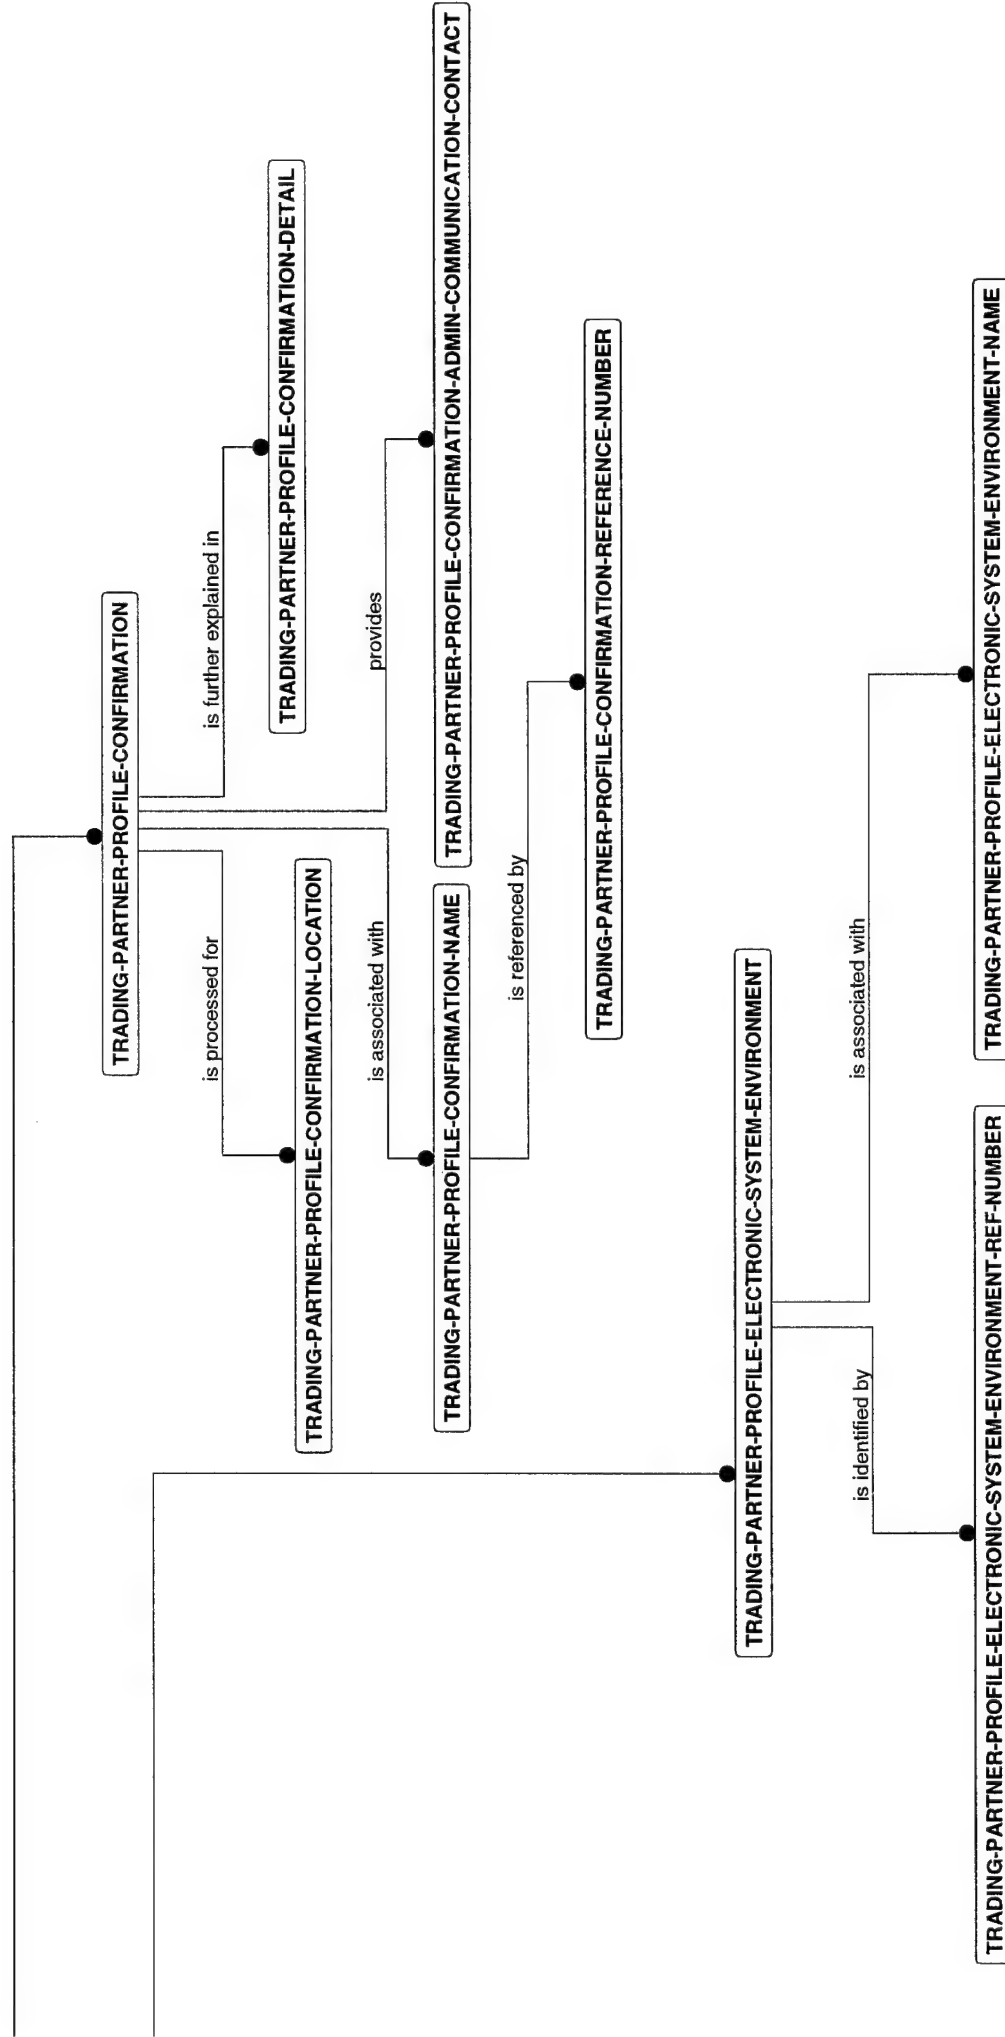 TRADING-PARTNER-PROFILE-CONFIRMATION
is processed for
is further explained in
TRADING-PARTNER-PROFILE-CONFIRMATION-LOCATION
TRADING-PARTNER-PROFILE-CONFIRMATION-DETAIL
is associated with
provides
TRADING-PARTNER-PROFILE-CONFIRMATION-NAME
TRADING-PARTNER-PROFILE-CONFIRMATION-ADMIN-COMMUNICATION-CONTACT
is referenced by
TRADING-PARTNER-PROFILE-CONFIRMATION-REFERENCE-NUMBER
TRADING-PARTNER-PROFILE-ELECTRONIC-SYSTEM-ENVIRONMENT
is identified by
is associated with
TRADING-PARTNER-PROFILE-ELECTRONIC-SYSTEM-ENVIRONMENT-REF-NUMBER
TRADING-PARTNER-PROFILE-ELECTRONIC-SYSTEM-ENVIRONMENT-NAME